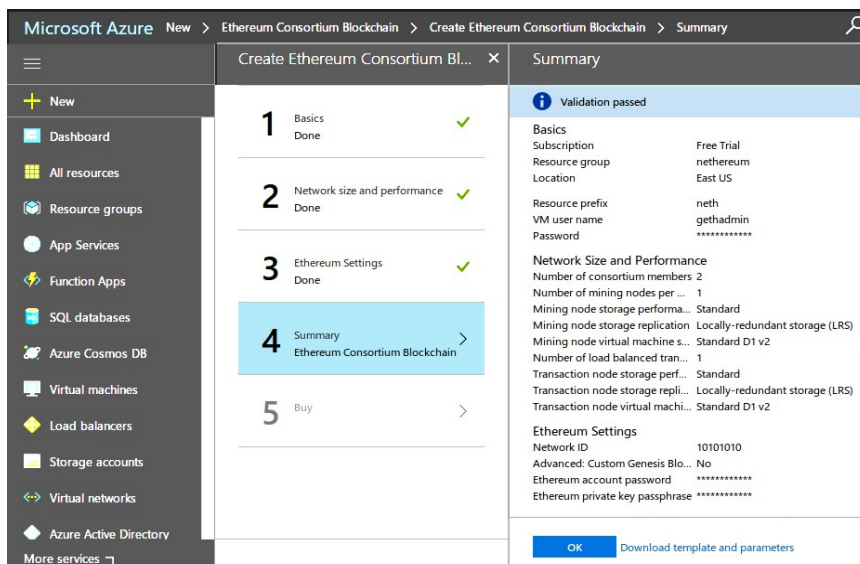 Microsoft Azure New > Ethereum Consortium Blockchain > Create Ethereum Consortium Blockchain > Summary
Create Ethereum Consortium Bl... ×
Summary
New
Dashboard
All resources
Resource groups
App Services
Function Apps
SQL databases
Azure Cosmos DB
Virtual machines
Load balancers
Storage accounts
Virtual networks
Azure Active Directory
More services
1 Basics
Done
2 Network size and performance
Done
3 Ethereum Settings
Done
4 Summary
Ethereum Consortium Blockchain
5 Buy
Validation passed
Basics
Subscription Free Trial
Resource group nethereum
Location East US
Resource prefix neth
VM user name gethadmin
Password ************
Network Size and Performance
Number of consortium members 2
Number of mining nodes per ... 1
Mining node storage performa... Standard
Mining node storage replication Locally-redundant storage (LRS)
Mining node virtual machine s... Standard D1 v2
Number of load balanced tran... 1
Transaction node storage perf... Standard
Transaction node storage repli... Locally-redundant storage (LRS)
Transaction node virtual machi... Standard D1 v2
Ethereum Settings
Network ID 10101010
Advanced: Custom Genesis Blo... No
Ethereum account password ************
Ethereum private key passphrase ************
OK Download template and parameters